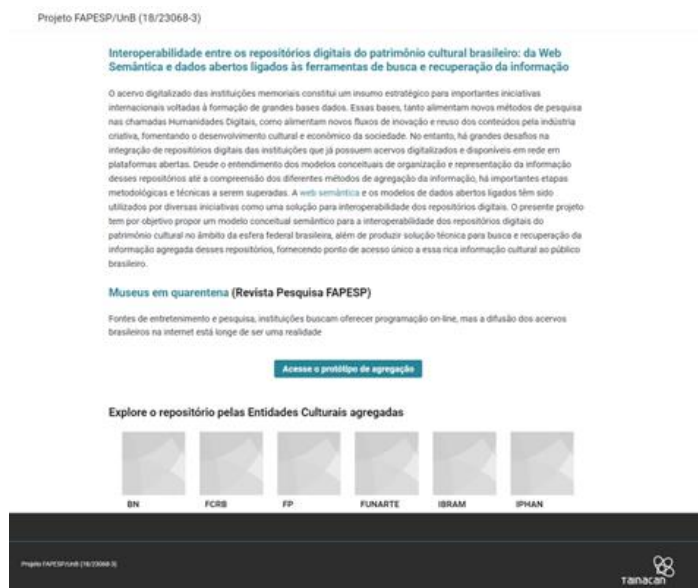 Projeto FAPESP/UnB (18/23068-3)
Interoperabilidade entre os repositórios digitais do patrimônio cultural brasileiro: da Web
Semântica e dados abertos ligados às ferramentas de busca e recuperação da informação
O acervo digitalizado das instituições memoriais constitui um insumo estratégico para importantes iniciativas
internacionais voltadas à formação de grandes bases dados. Essas bases, tanto alimentam novos métodos de pesquisa
nas chamadas Humanidades Digitais, como alimentam novos fluxos de inovação e reuso dos conteúdos pela indústria
criativa, fomentando o desenvolvimento cultural e econômico da sociedade. No entanto, há grandes desafios na
integração de repositórios digitais das instituições que já possuem acervos digitalizados e disponíveis em rede em
plataformas abertas. Desde o entendimento dos modelos conceituais de organização e representação da informação
desses repositórios até a compreensão dos diferentes métodos de agregação da informação, há importantes etapas
metodológicas e técnicas a serem superadas. A web semântica e os modelos de dados abertos ligados têm sido
utilizados por diversas iniciativas como uma solução para interoperabilidade dos repositórios digitais. O presente projeto
tem por objetivo propor um modelo conceitual semântico para a interoperabilidade dos repositórios digitais do
patrimônio cultural no âmbito da esfera federal brasileira, além de produzir solução técnica para busca e recuperação da
informação agregada desses repositórios, fornecendo ponto de acesso único a essa rica informação cultural ao público
brasileiro.
Museus em quarentena (Revista Pesquisa FAPESP)
Fontes de entretenimento e pesquisa, instituições buscam oferecer programação on-line, mas a difusão dos acervos
brasileiros na internet está longe de ser uma realidade
Acesse o protótipo de agregação
Explore o repositório pelas Entidades Culturais agregadas
BN FCRB FP FUNARTE IBRAM IPHAN
Projeto FAPESP/UnB (18/23068-3)
Tainacan